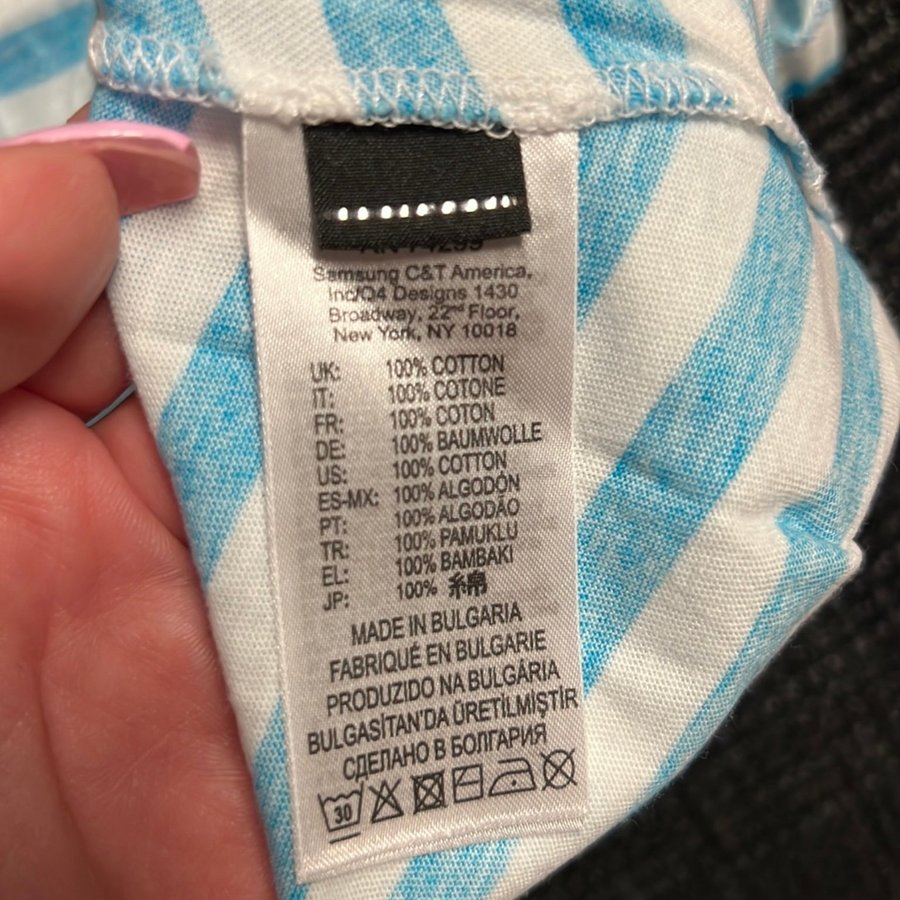 Samsung C&T America,
Inc/Q4 Designs 1430
Broadway, 22nd Floor,
New York, NY 10018
UK: 100% COTTON
IT: 100% COTONE
FR: 100% COTON
DE: 100% BAUMWOLLE
US: 100% COTTON
ES-MX: 100% ALGODÓN
PT: 100% ALGODÃO
TR: 100% PAMUKLU
EL: 100% BAMBAKI
JP: 100% 綿
MADE IN BULGARIA
FABRIQUÉ EN BULGARIE
PRODUZIDO NA BULGÁRIA
BULGASİTAN'DA ÜRETİLMİŞTİR
СДЕЛАНО В БОЛГАРИЯ
30